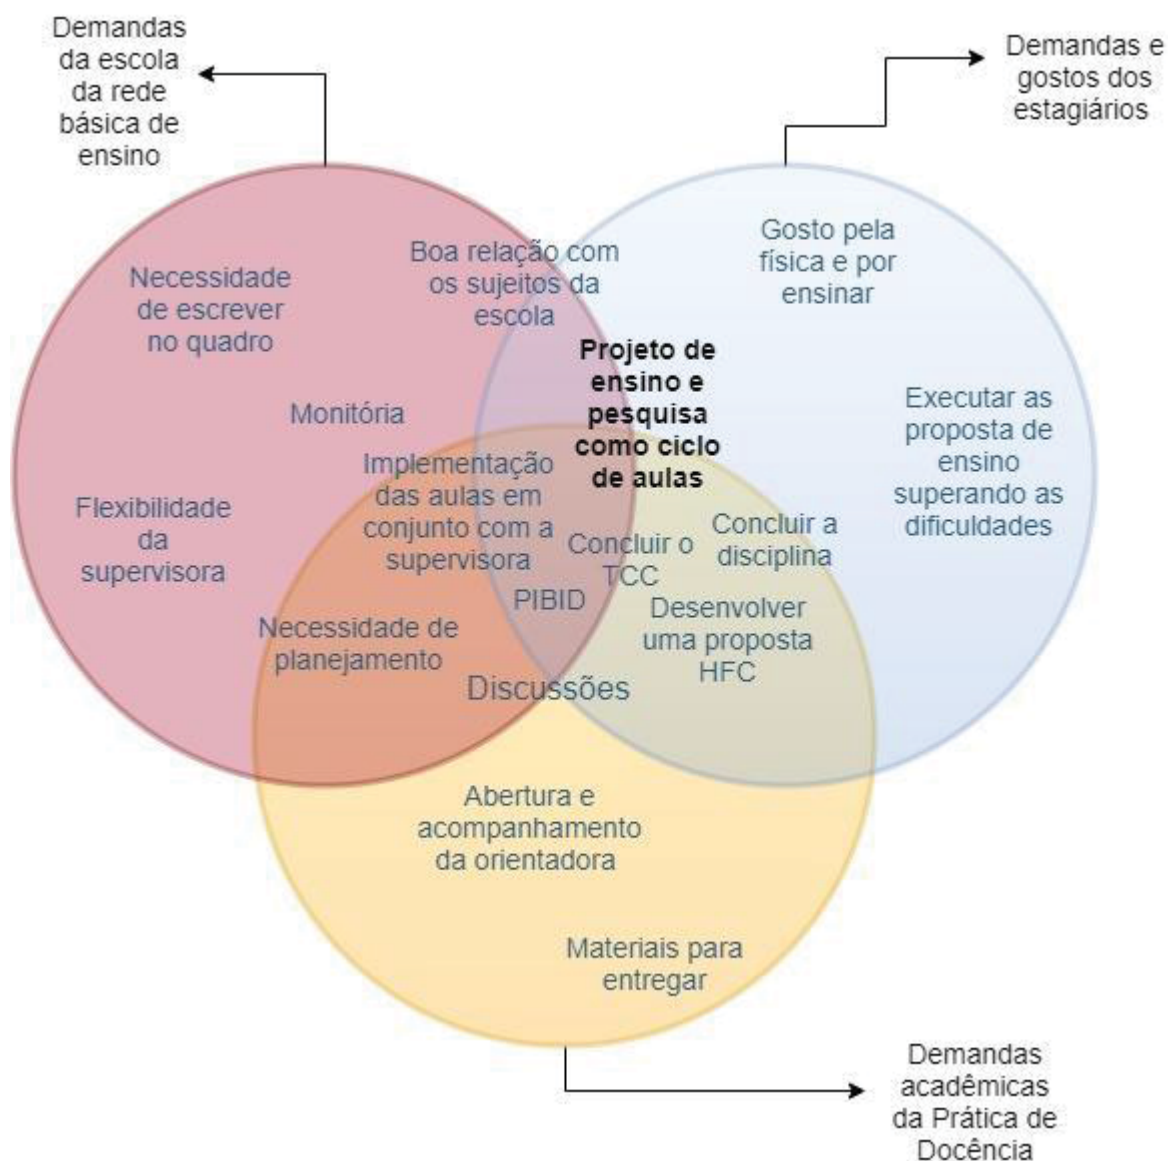 Demandas
da escola
da rede
básica de
ensino
Demandas e
gostos dos
estagiários
Necessidade
de escrever
no quadro
Boa relação com
os sujeitos da
escola
Gosto pela
física e por
ensinar
Projeto de
ensino e
pesquisa
como ciclo
de aulas
Monitória
Executar as
proposta de
ensino
superando as
dificuldades
Implementação
das aulas em
conjunto com a
supervisora
Flexibilidade
da
supervisora
Concluir o
TCC
Concluir a
disciplina
PIBID
Desenvolver
uma proposta
HFC
Necessidade de
planejamento
Discussões
Abertura e
acompanhamento
da orientadora
Materiais para
entregar
Demandas
acadêmicas
da Prática de
Docência